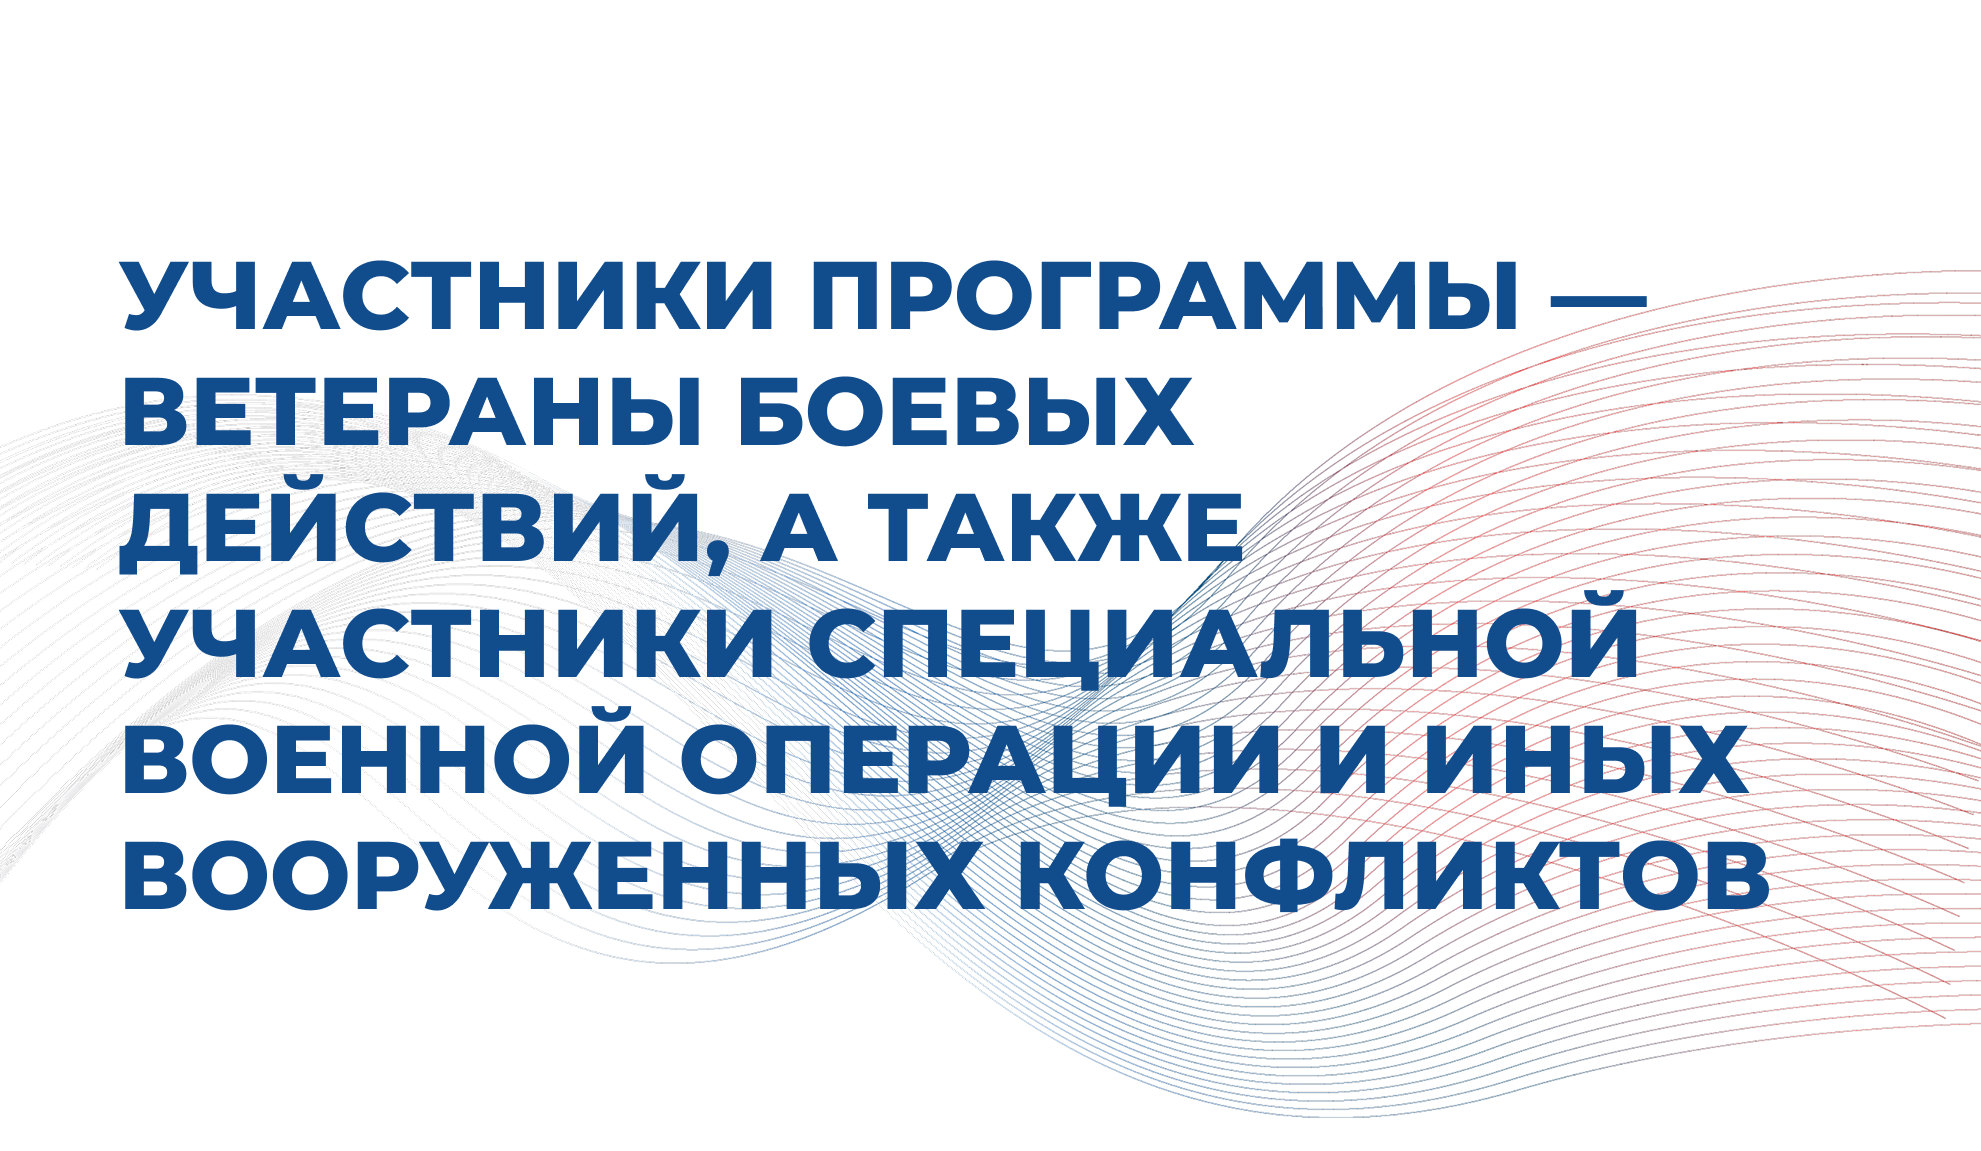 УЧАСТНИКИ ПРОГРАММЫ —
ВЕТЕРАНЫ БОЕВЫХ
ДЕЙСТВИЙ, А ТАКЖЕ
УЧАСТНИКИ СПЕЦИАЛЬНОЙ
ВОЕННОЙ ОПЕРАЦИИ И ИНЫХ
ВООРУЖЕННЫХ КОНФЛИКТОВ